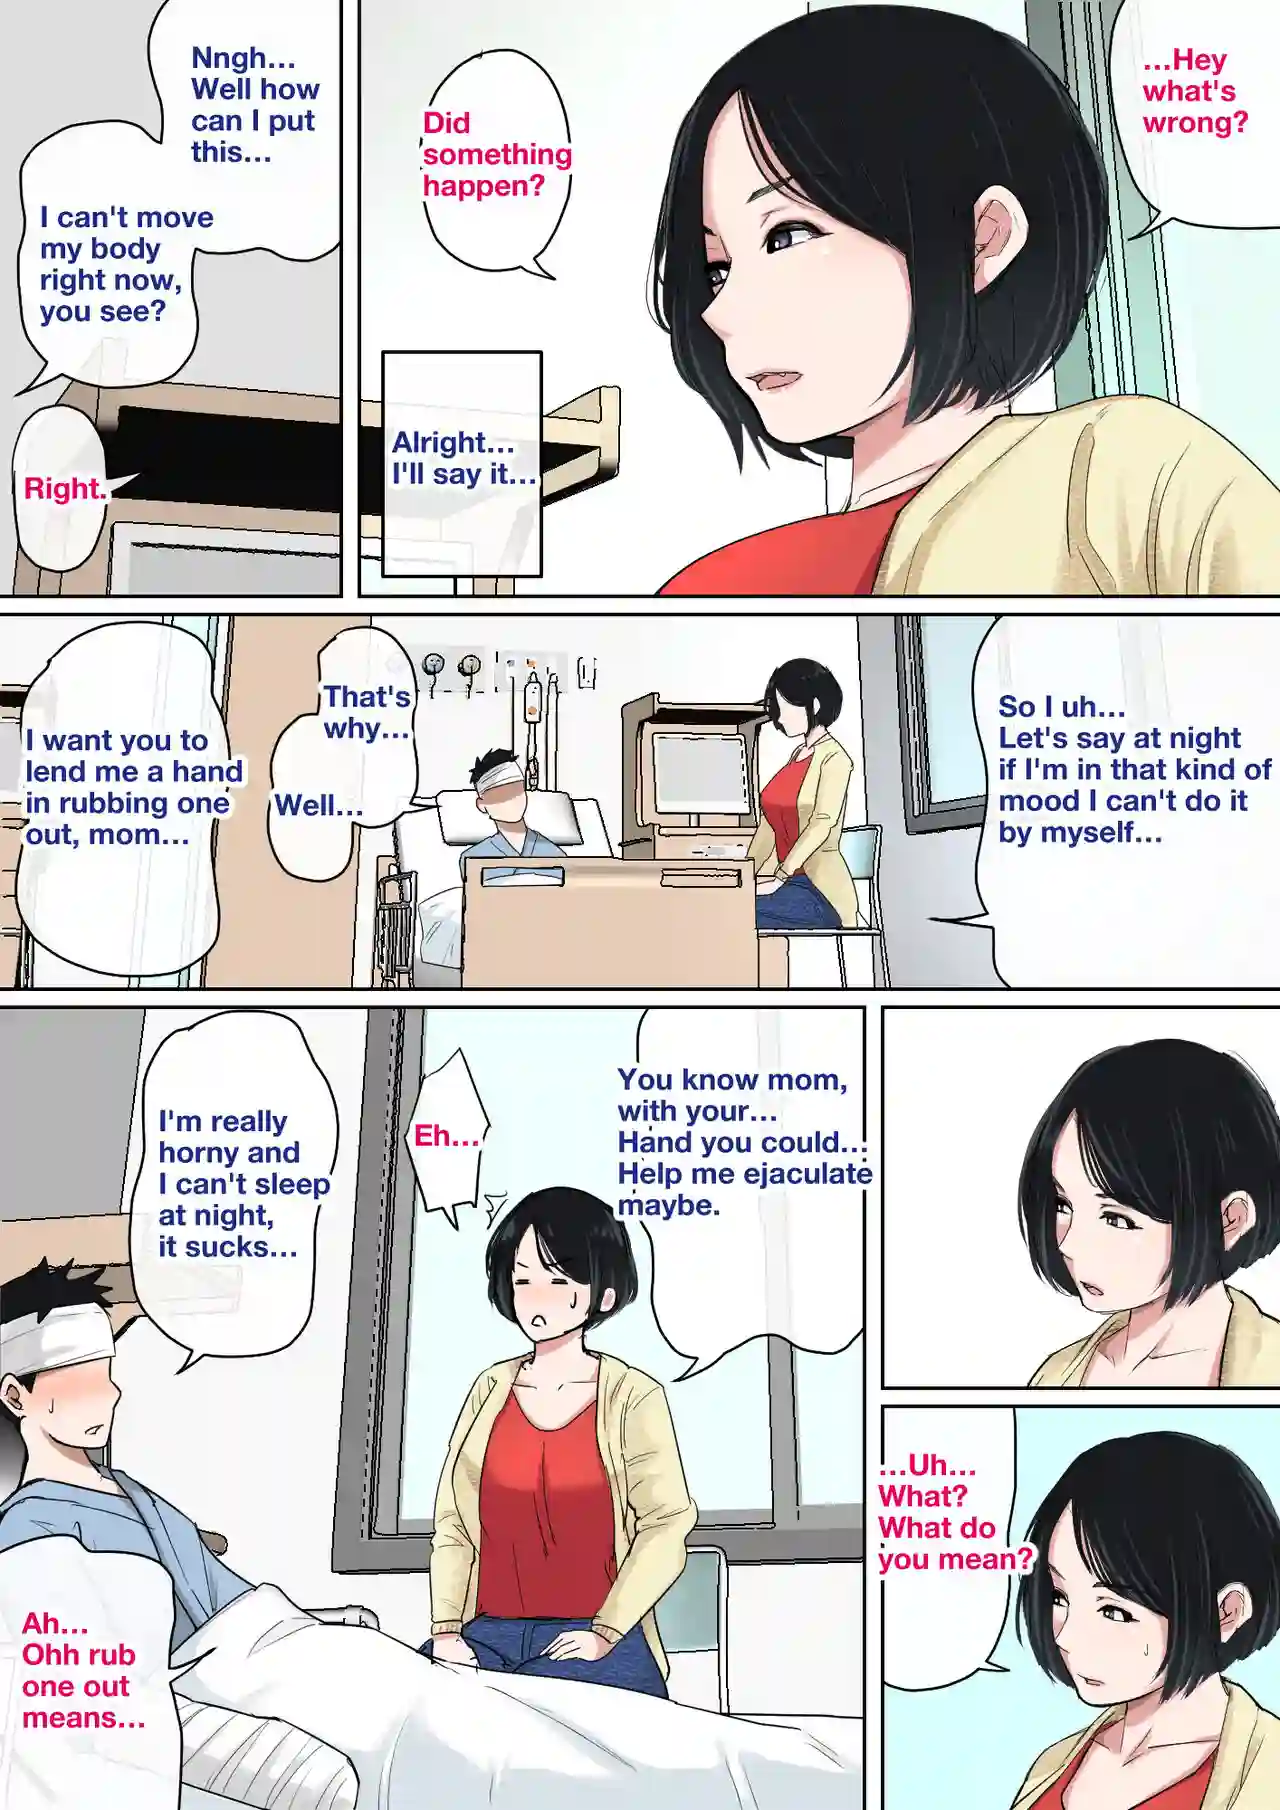 ...Hey
what's
wrong?
Did
something
happen?
Alright...
I'll say it...
Nngh...
Well how
can I put
this...
I can't move
my body
right now,
you see?
Right.
So I uh...
Let's say at night
if I'm in that kind of
mood I can't do it
by myself...
That's
why...
Well...
I want you to
lend me a hand
in rubbing one
out, mom...
...Uh...
What?
What do
you mean?
You know mom,
with your...
Hand you could...
Help me ejaculate
maybe.
Eh...
I'm really
horny and
I can't sleep
at night,
it sucks...
Ah...
Ohh rub
one out
means...